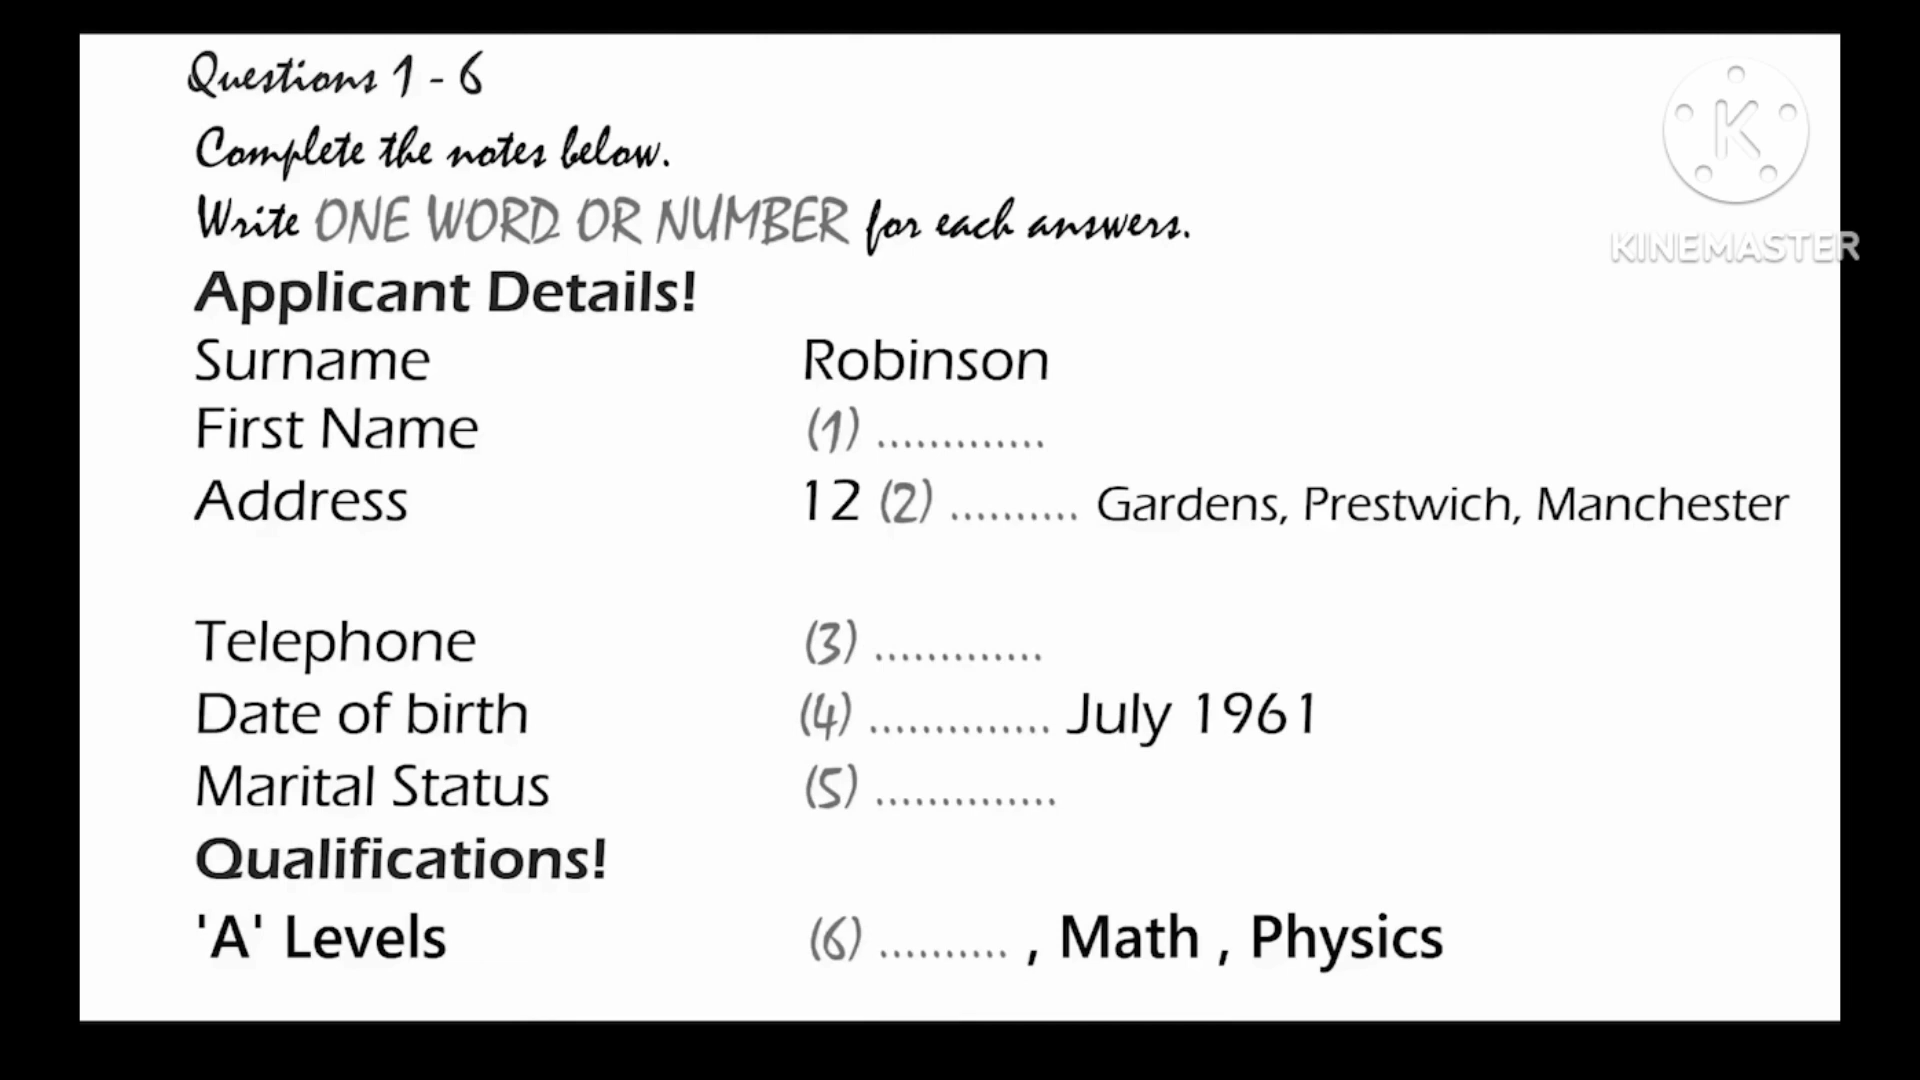 Questions 1 - 6
Complete the notes below.
Write ONE WORD OR NUMBER for each answers.
Applicant Details!
Surname Robinson
First Name (1) .............
Address 12 (2) .......... Gardens, Prestwich, Manchester
Telephone (3) .............
Date of birth (4) .............. July 1961
Marital Status (5) ..............
Qualifications!
'A' Levels (6) .......... , Math , Physics
K
KINEMASTER